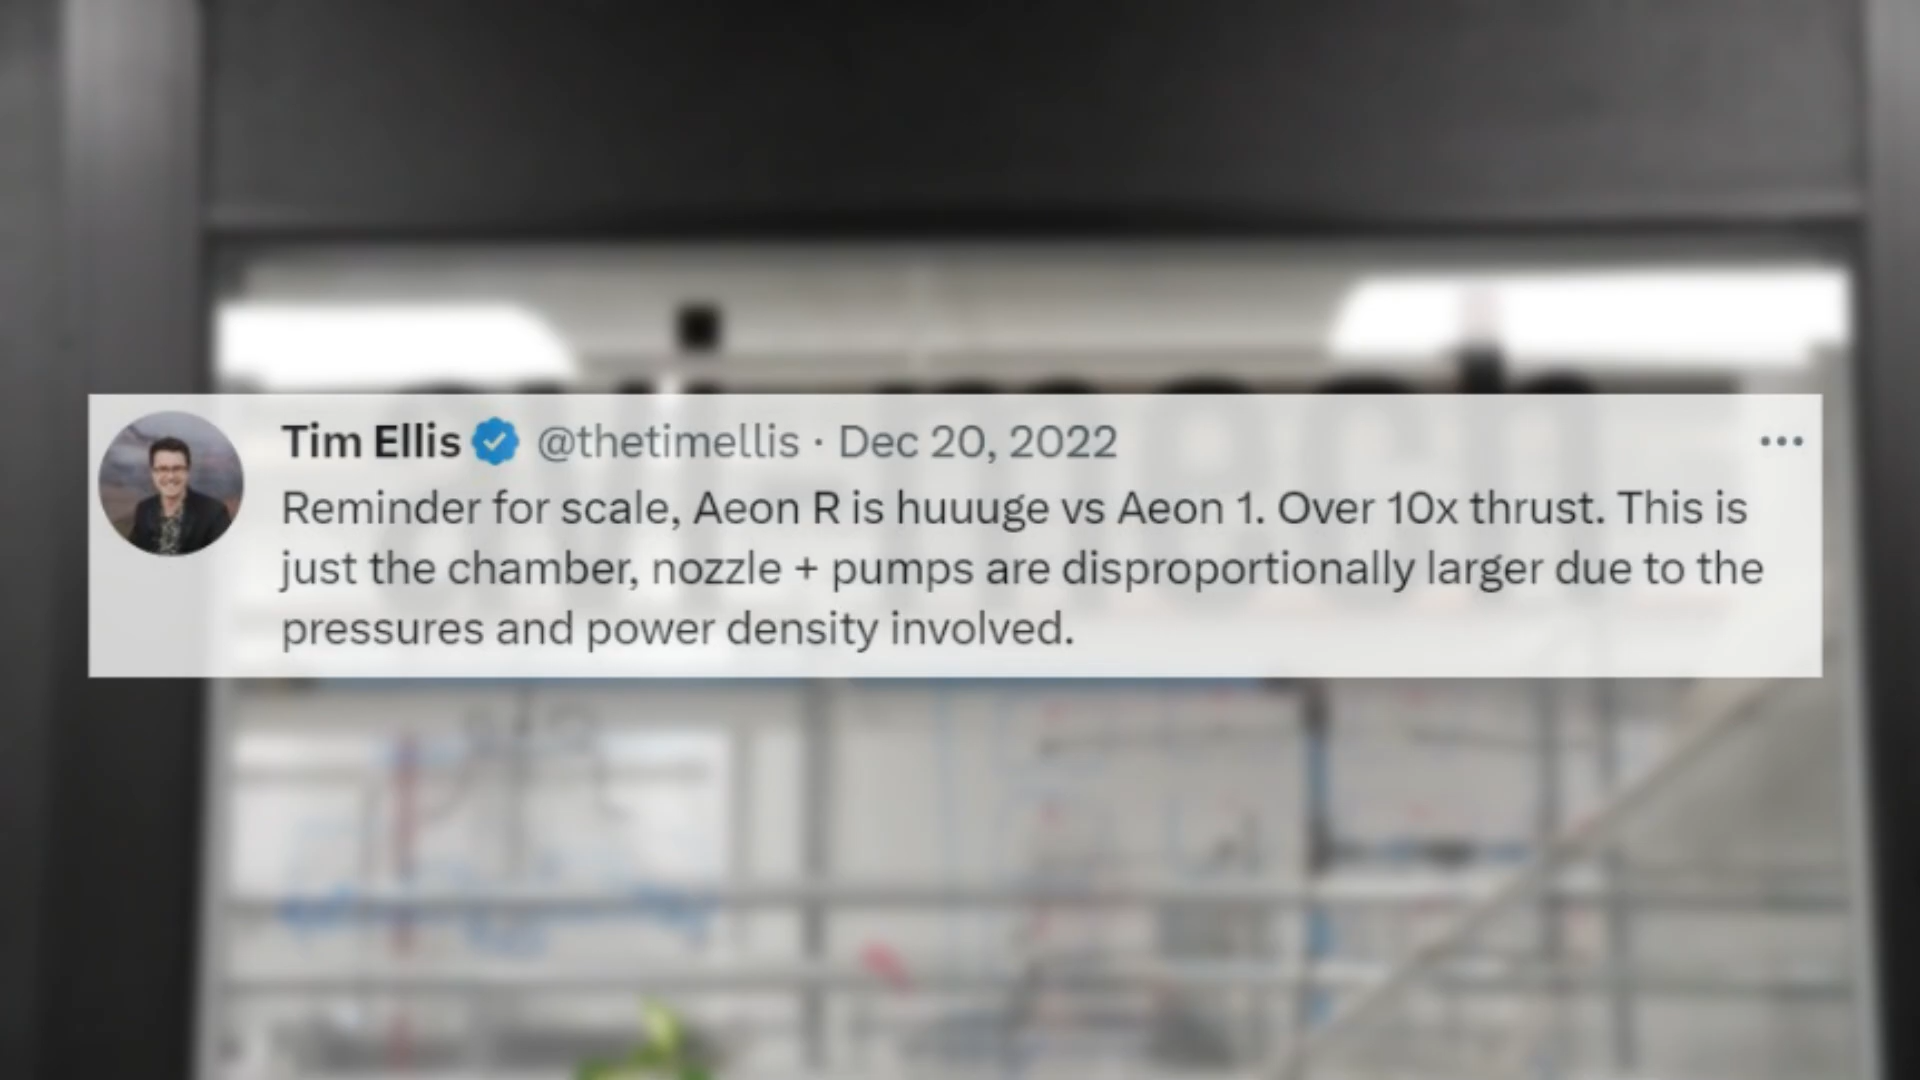 Tim Ellis @thetimellis · Dec 20, 2022
Reminder for scale, Aeon R is huuuge vs Aeon 1. Over 10x thrust. This is
just the chamber, nozzle + pumps are disproportionally larger due to the
pressures and power density involved.